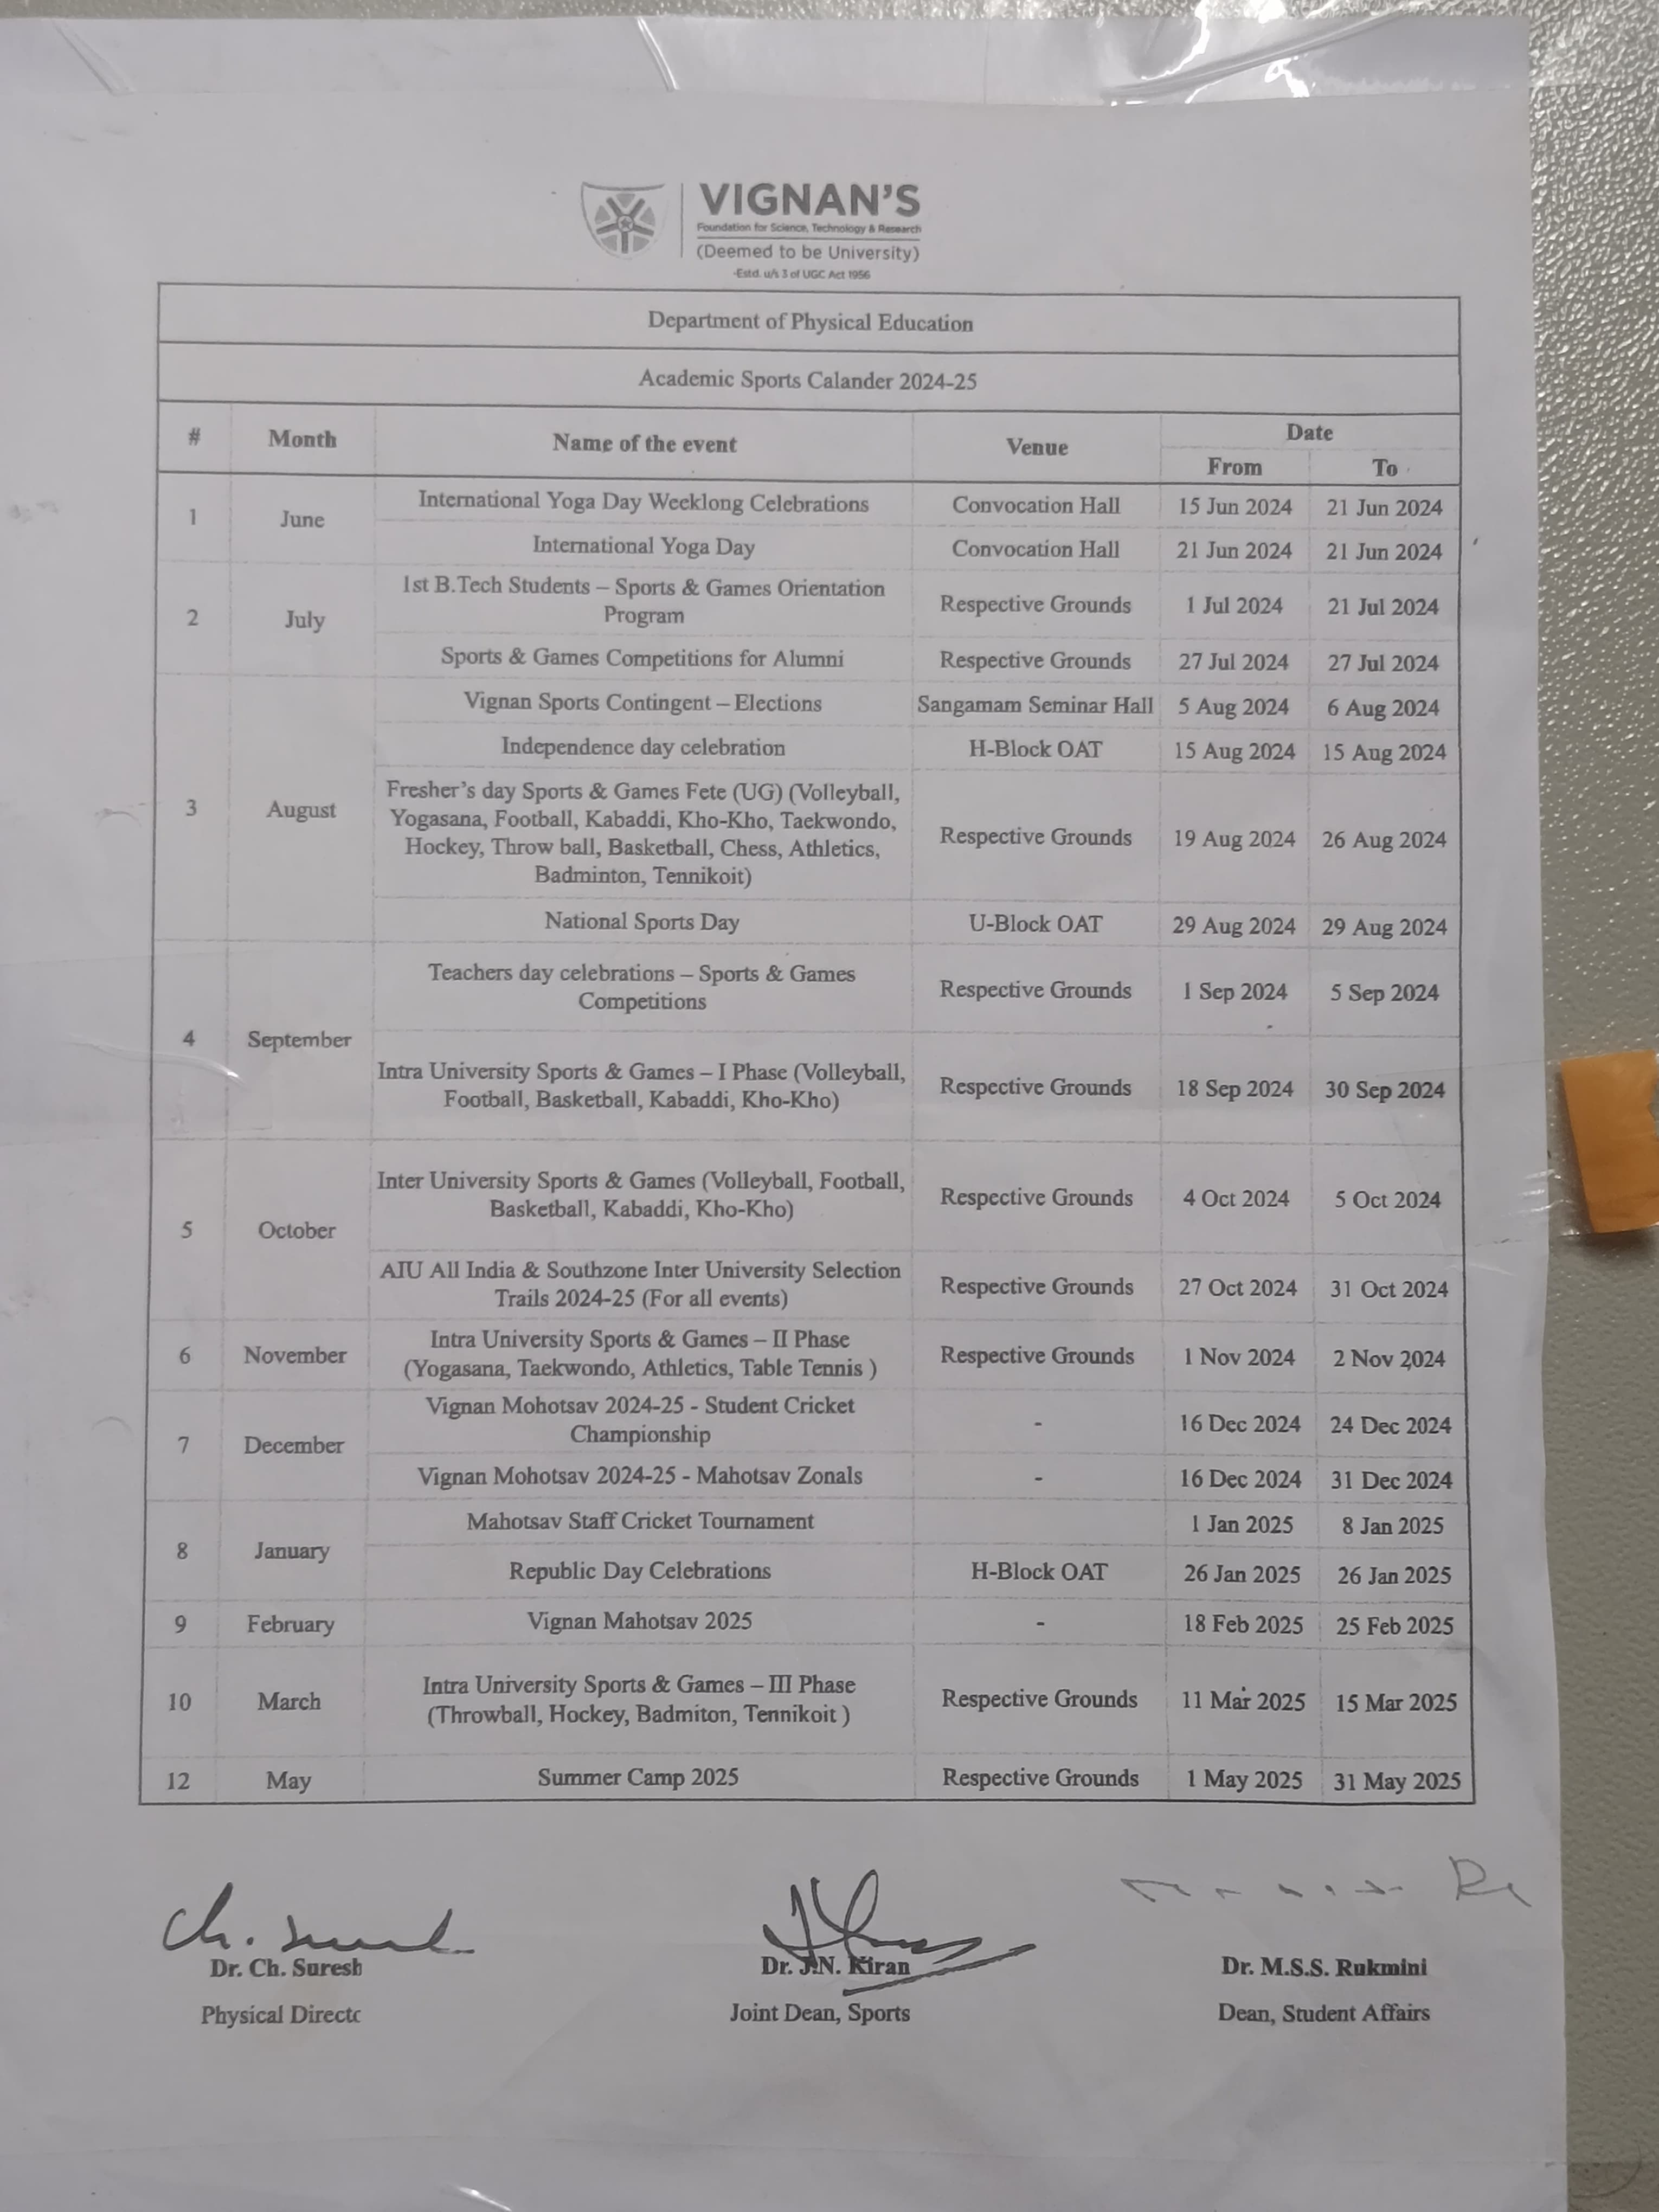 VIGNAN'S
Foundation for Science, Technology & Research
(Deemed to be University)
-Estd. u/s 3 of UGC Act 1956
Department of Physical Education
Academic Sports Calander 2024-25
# Month Name of the event Venue Date
From To
1 June International Yoga Day Weeklong Celebrations Convocation Hall 15 Jun 2024 21 Jun 2024
International Yoga Day Convocation Hall 21 Jun 2024 21 Jun 2024
2 July 1st B.Tech Students – Sports & Games Orientation
Program Respective Grounds 1 Jul 2024 21 Jul 2024
Sports & Games Competitions for Alumni Respective Grounds 27 Jul 2024 27 Jul 2024
3 August Vignan Sports Contingent – Elections Sangamam Seminar Hall 5 Aug 2024 6 Aug 2024
Independence day celebration H-Block OAT 15 Aug 2024 15 Aug 2024
Fresher's day Sports & Games Fete (UG) (Volleyball,
Yogasana, Football, Kabaddi, Kho-Kho, Taekwondo,
Hockey, Throw ball, Basketball, Chess, Athletics,
Badminton, Tennikoit) Respective Grounds 19 Aug 2024 26 Aug 2024
National Sports Day U-Block OAT 29 Aug 2024 29 Aug 2024
4 September Teachers day celebrations – Sports & Games
Competitions Respective Grounds 1 Sep 2024 5 Sep 2024
Intra University Sports & Games – I Phase (Volleyball,
Football, Basketball, Kabaddi, Kho-Kho) Respective Grounds 18 Sep 2024 30 Sep 2024
5 October Inter University Sports & Games (Volleyball, Football,
Basketball, Kabaddi, Kho-Kho) Respective Grounds 4 Oct 2024 5 Oct 2024
AIU All India & Southzone Inter University Selection
Trails 2024-25 (For all events) Respective Grounds 27 Oct 2024 31 Oct 2024
6 November Intra University Sports & Games – II Phase
(Yogasana, Taekwondo, Athletics, Table Tennis ) Respective Grounds 1 Nov 2024 2 Nov 2024
7 December Vignan Mohotsav 2024-25 - Student Cricket
Championship - 16 Dec 2024 24 Dec 2024
Vignan Mohotsav 2024-25 - Mahotsav Zonals - 16 Dec 2024 31 Dec 2024
8 January Mahotsav Staff Cricket Tournament 1 Jan 2025 8 Jan 2025
Republic Day Celebrations H-Block OAT 26 Jan 2025 26 Jan 2025
9 February Vignan Mahotsav 2025 - 18 Feb 2025 25 Feb 2025
10 March Intra University Sports & Games – III Phase
(Throwball, Hockey, Badmiton, Tennikoit ) Respective Grounds 11 Mar 2025 15 Mar 2025
12 May Summer Camp 2025 Respective Grounds 1 May 2025 31 May 2025
Dr. Ch. Suresh Dr. J.N. Kiran Dr. M.S.S. Rukmini
Physical Directo Joint Dean, Sports Dean, Student Affairs